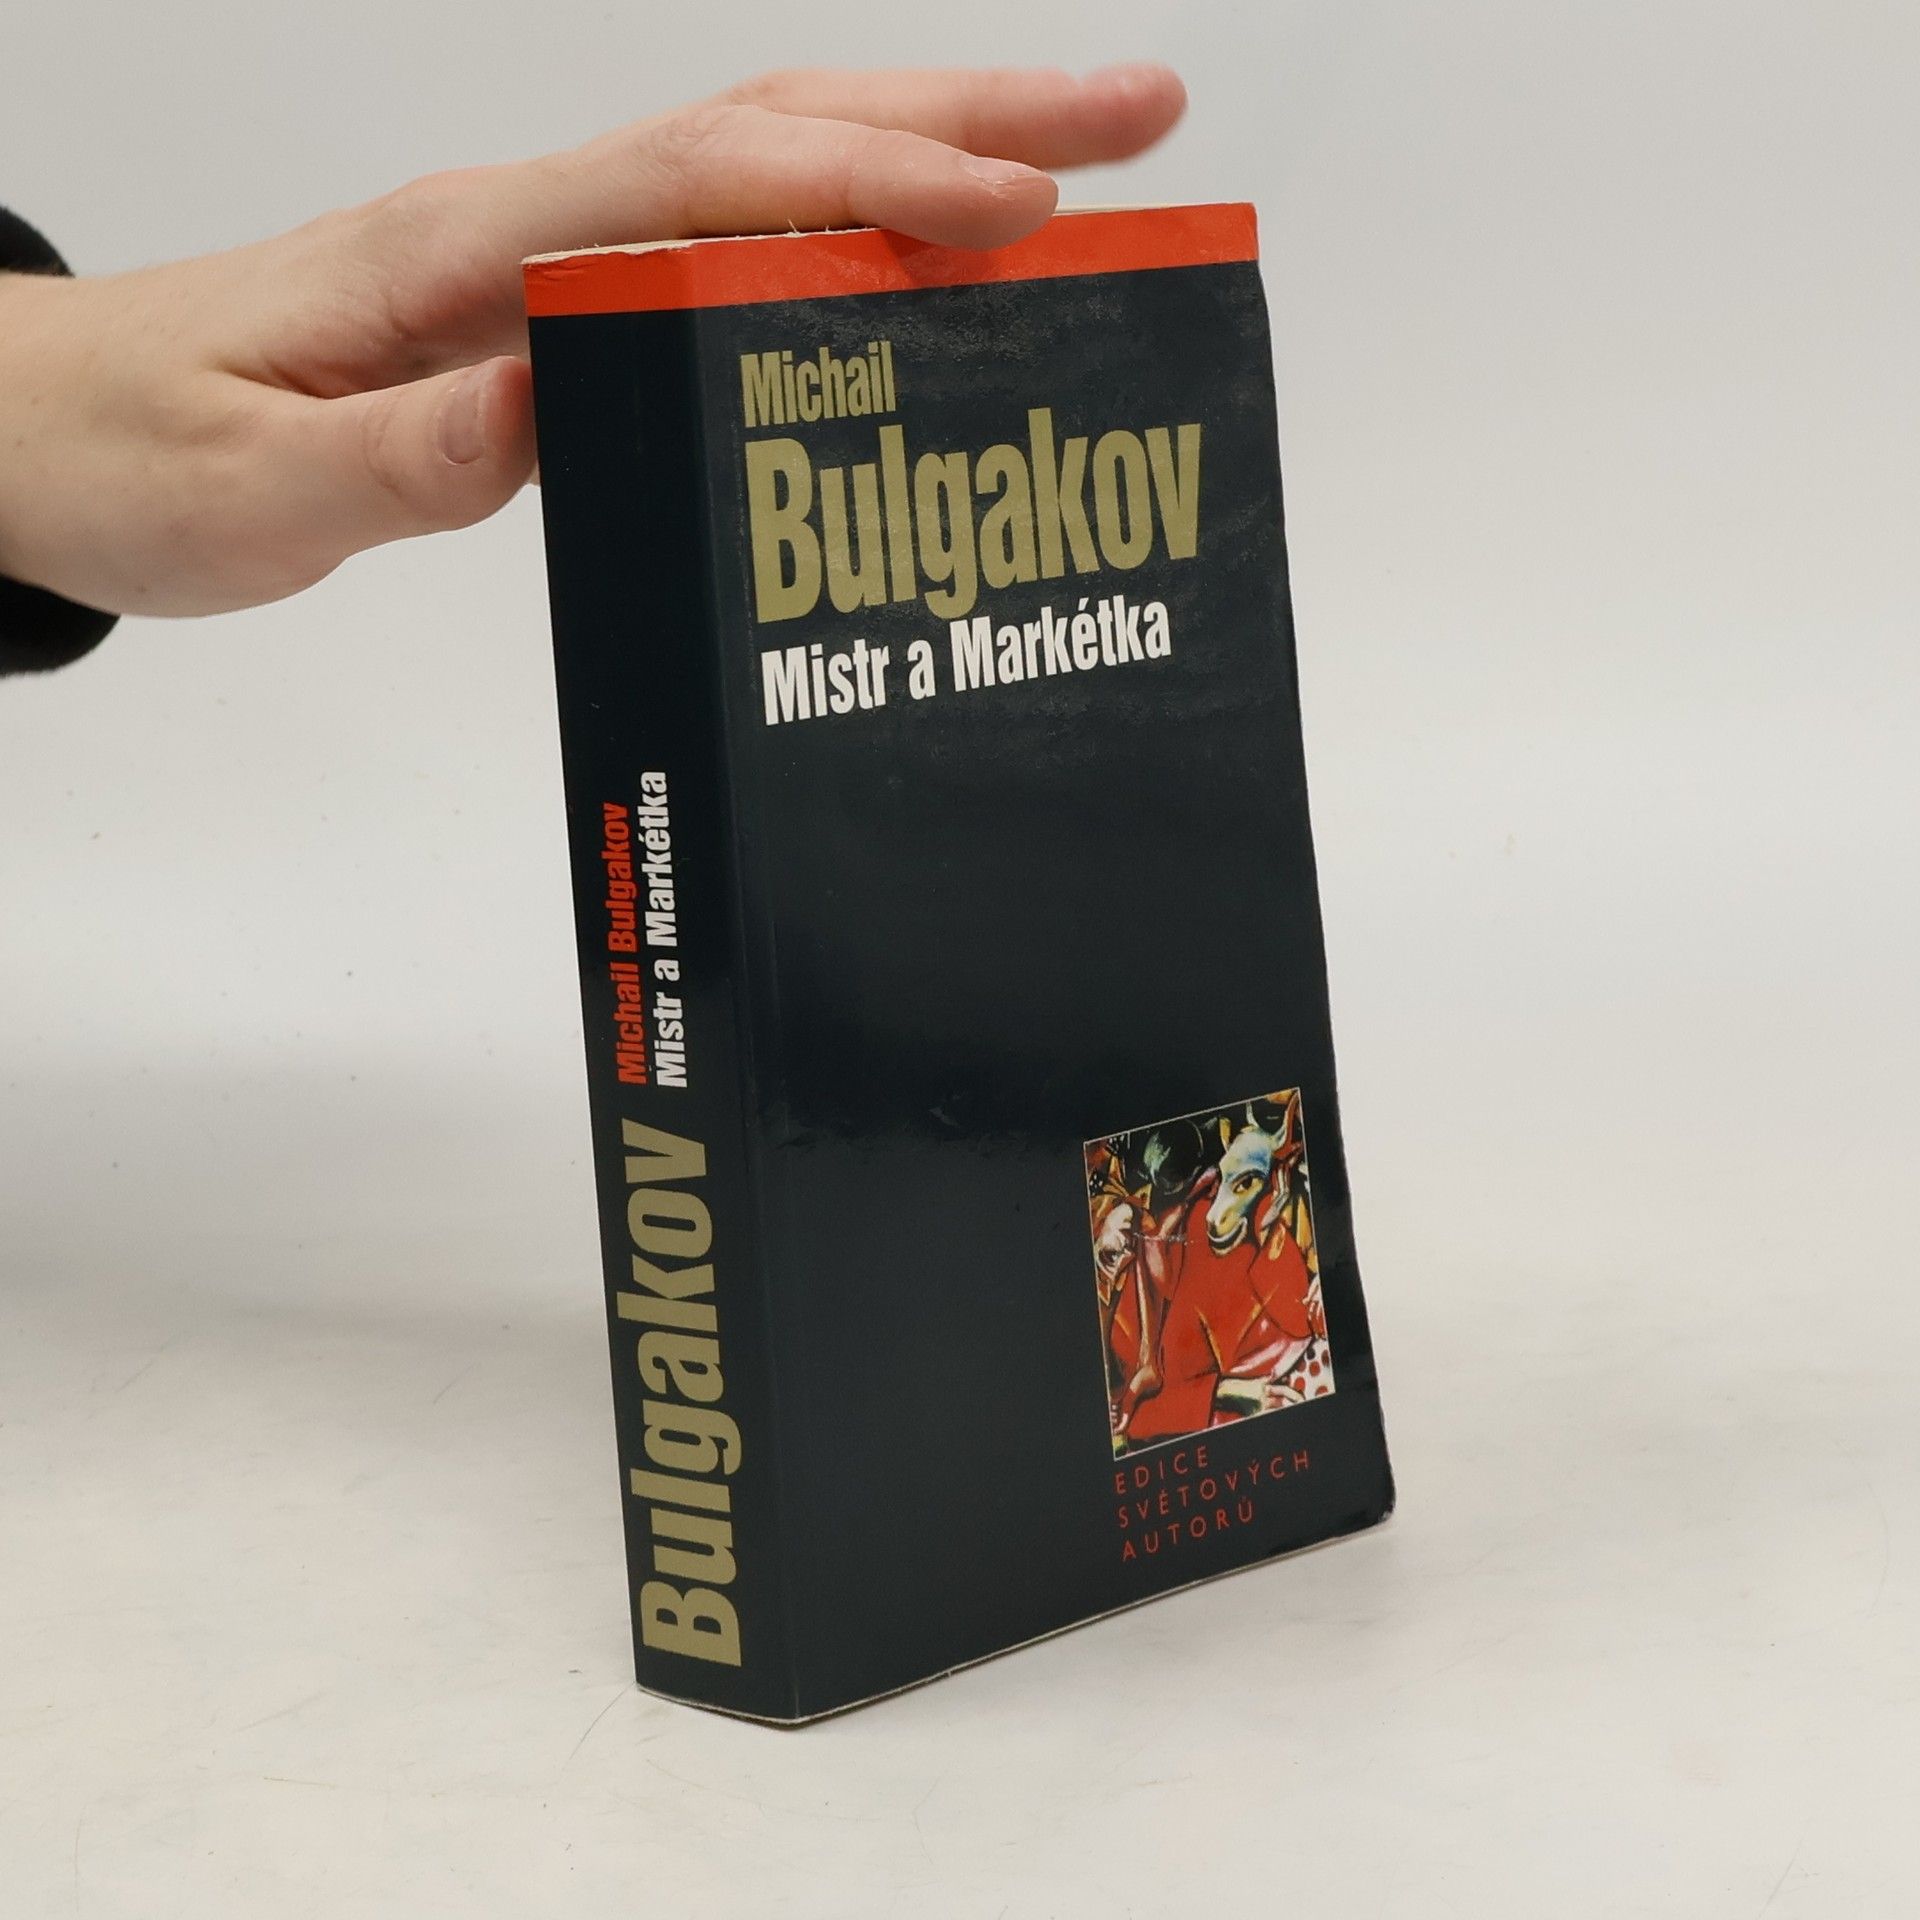 Michail
Bulgakov
Mistr a Markétka
Michail Bulgakov
Mistr a Markétka
Bulgakov
EDICE
SVĚTOVÝCH
AUTORŮ